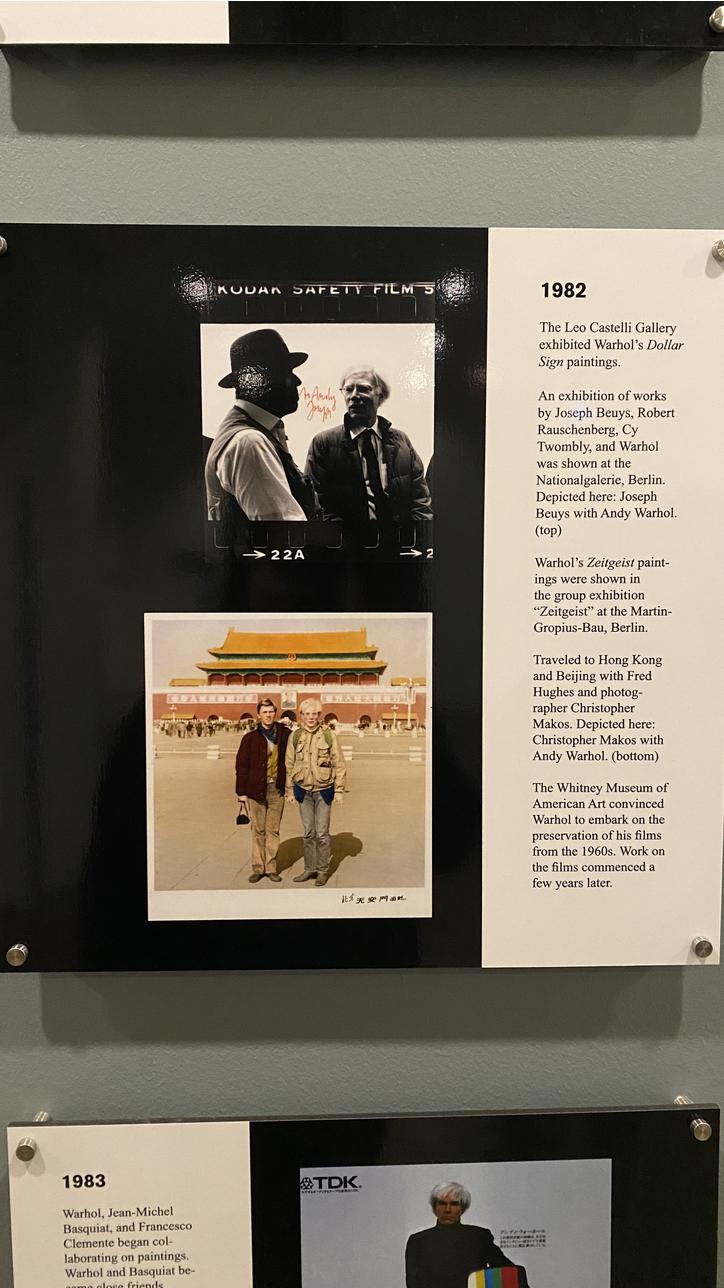 KODAK SAFETY FILM 5
to Andy
Beuys
→22A
→2
北京天安門
1982
The Leo Castelli Gallery
exhibited Warhol's Dollar
Sign paintings.
An exhibition of works
by Joseph Beuys, Robert
Rauschenberg, Cy
Twombly, and Warhol
was shown at the
Nationalgalerie, Berlin.
Depicted here: Joseph
Beuys with Andy Warhol.
(top)
Warhol's Zeitgeist paint-
ings were shown in
the group exhibition
“Zeitgeist” at the Martin-
Gropius-Bau, Berlin.
Traveled to Hong Kong
and Beijing with Fred
Hughes and photog-
rapher Christopher
Makos. Depicted here:
Christopher Makos with
Andy Warhol. (bottom)
The Whitney Museum of
American Art convinced
Warhol to embark on the
preservation of his films
from the 1960s. Work on
the films commenced a
few years later.
1983
Warhol, Jean-Michel
Basquiat, and Francesco
Clemente began col-
laborating on paintings.
Warhol and Basquiat be-
came close friends
TDK.
アンディ・ウォーホル